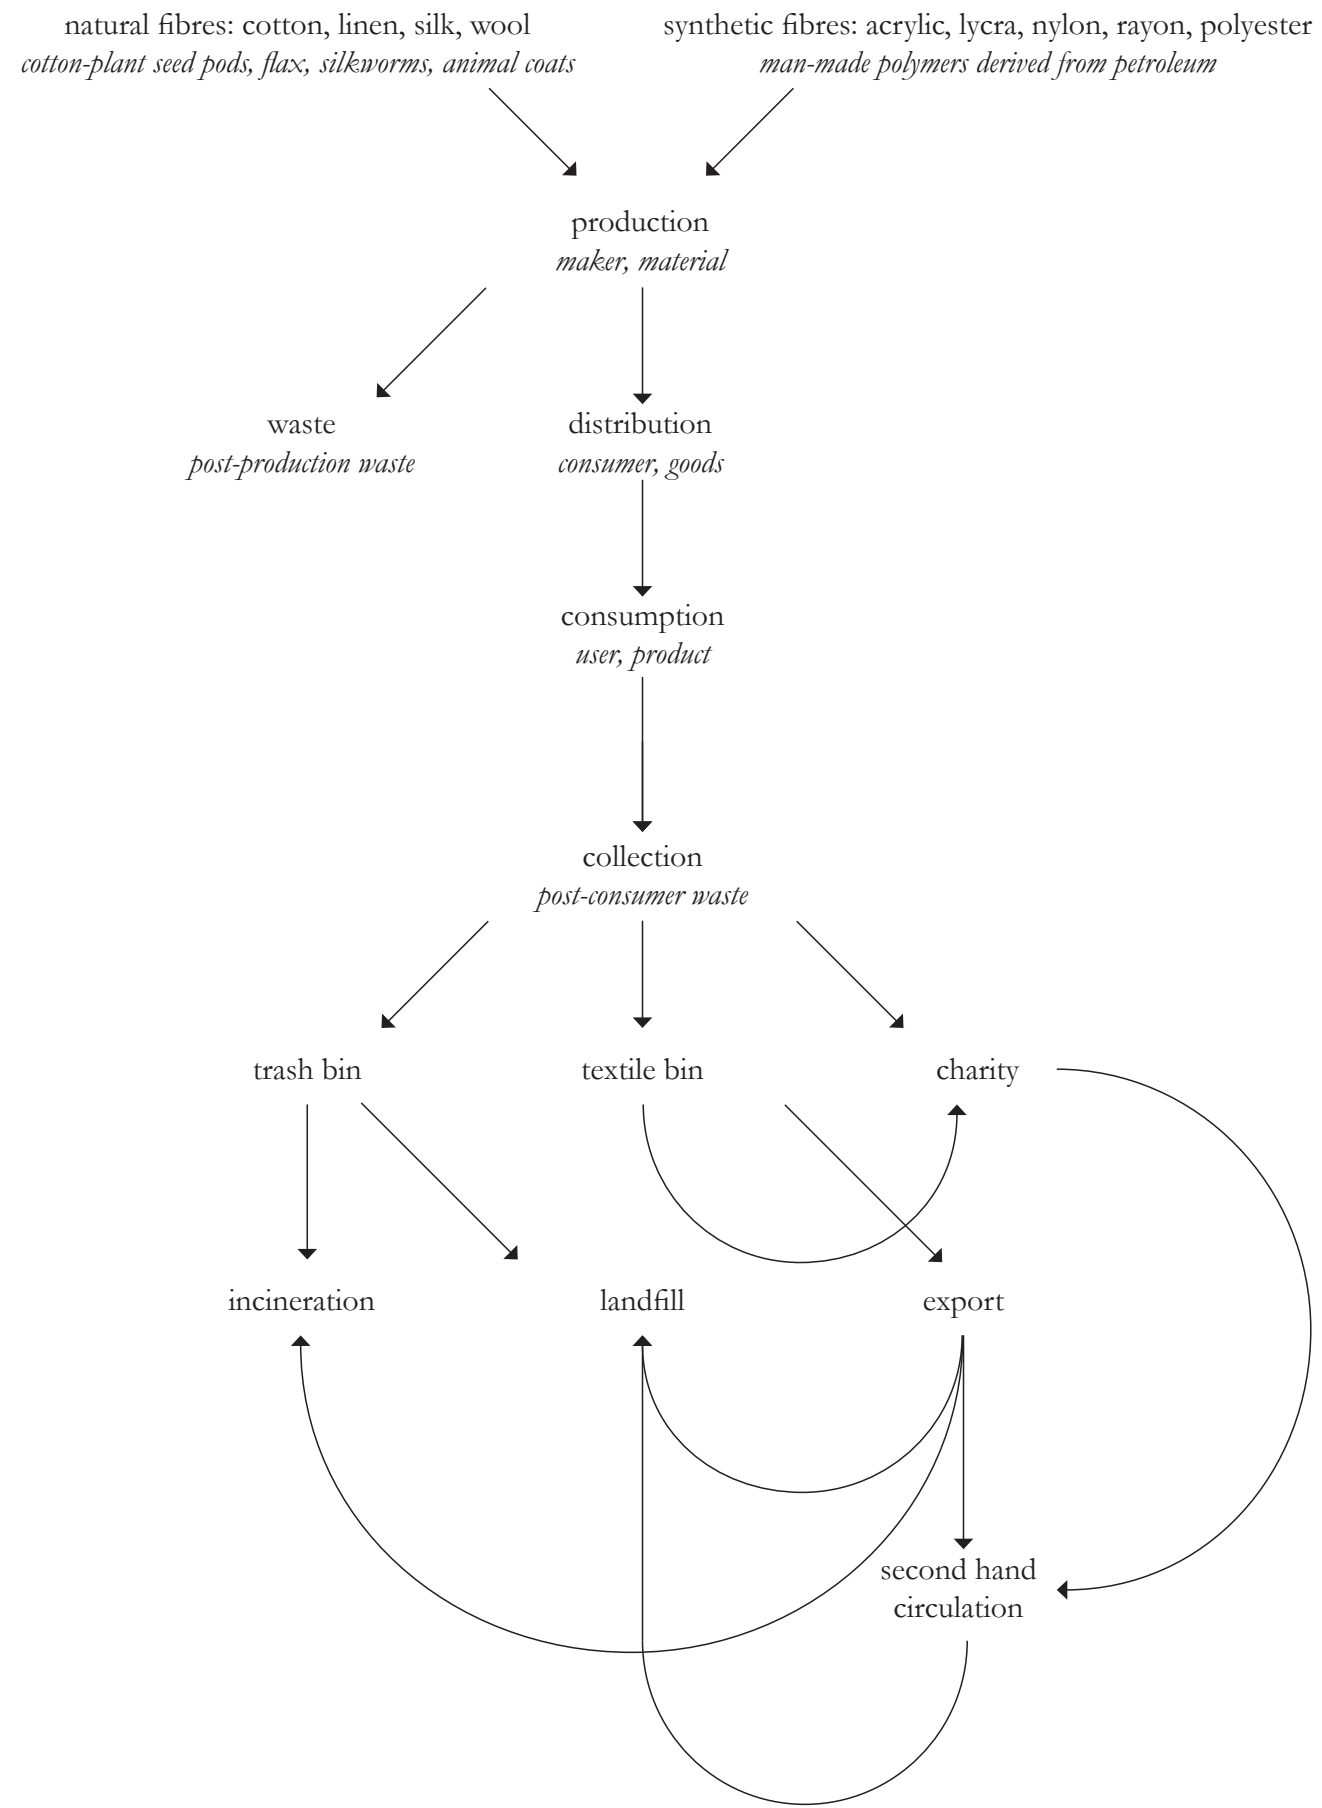 natural fibres: cotton, linen, silk, wool
cotton-plant seed pods, flax, silkworms, animal coats
synthetic fibres: acrylic, lycra, nylon, rayon, polyester
man-made polymers derived from petroleum
production
maker, material
waste
post-production waste
distribution
consumer, goods
consumption
user, product
collection
post-consumer waste
trash bin
textile bin
charity
incineration
landfill
export
second hand
circulation